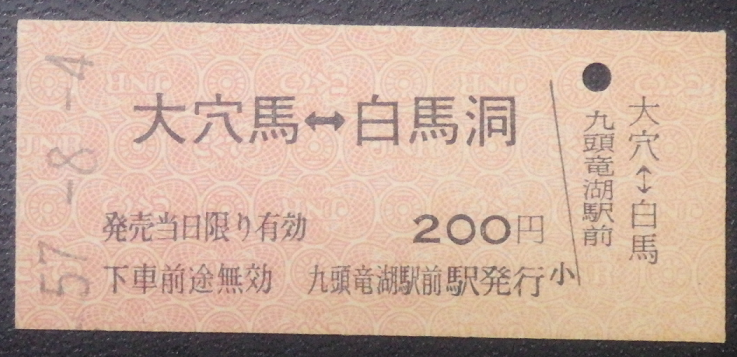 57-8-4
大穴馬↔白馬洞
発売当日限り有効 200円
下車前途無効 九頭竜湖駅前駅発行
小
大穴↕白馬
九頭竜湖駅前